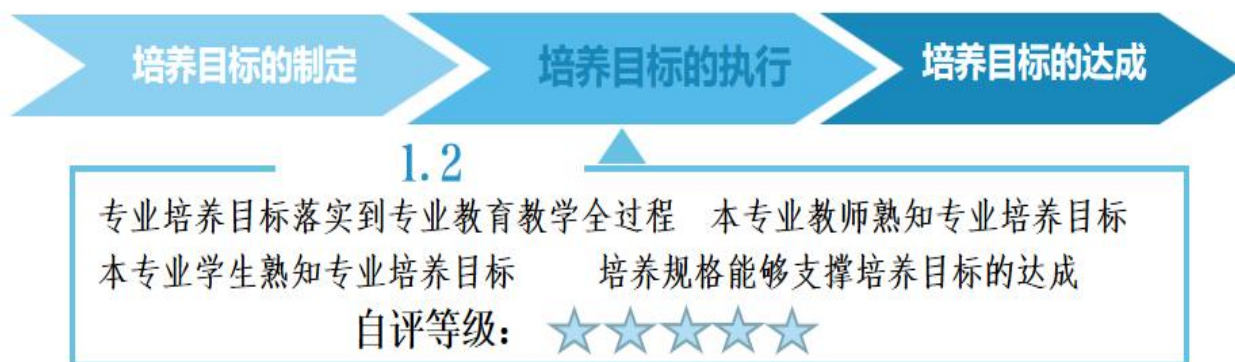 培养目标的制定 培养目标的执行 培养目标的达成
1.2
专业培养目标落实到专业教育教学全过程 本专业教师熟知专业培养目标
本专业学生熟知专业培养目标 培养规格能够支撑培养目标的达成
自评等级：